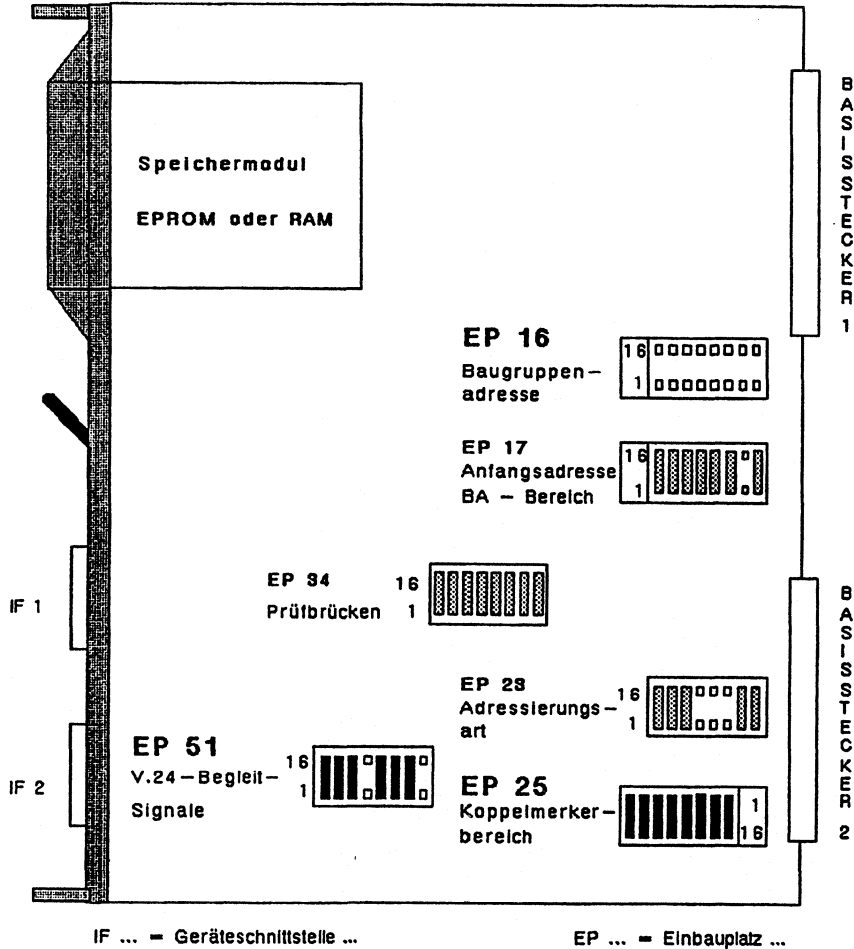 Speichermodul
EPROM oder RAM
BASISSTECKER 1
EP 16
Baugruppen–
adresse
16
1
EP 17
Anfangsadresse
BA – Bereich
16
1
EP 34
Prüfbrücken
16
1
IF 1
BASISSTECKER 2
EP 23
Adressierungs–
art
16
1
EP 51
V.24–Begleit–
Signale
16
1
IF 2
EP 25
Koppelmerker–
bereich
1
16
IF ... = Geräteschnittstelle ...
EP ... = Einbauplatz ...